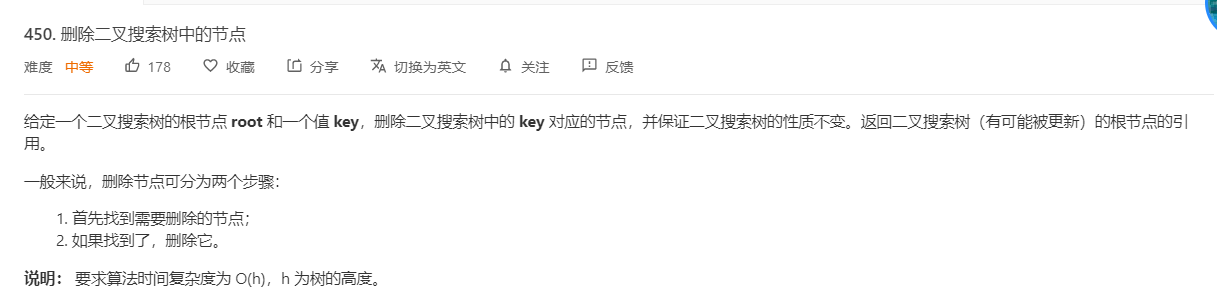 450. 删除二叉搜索树中的节点
难度 中等 178 收藏 分享 切换为英文 关注 反馈
给定一个二叉搜索树的根节点 root 和一个值 key，删除二叉搜索树中的 key 对应的节点，并保证二叉搜索树的性质不变。返回二叉搜索树（有可能被更新）的根节点的引
用。
一般来说，删除节点可分为两个步骤：
1. 首先找到需要删除的节点；
2. 如果找到了，删除它。
说明： 要求算法时间复杂度为 O(h)，h 为树的高度。